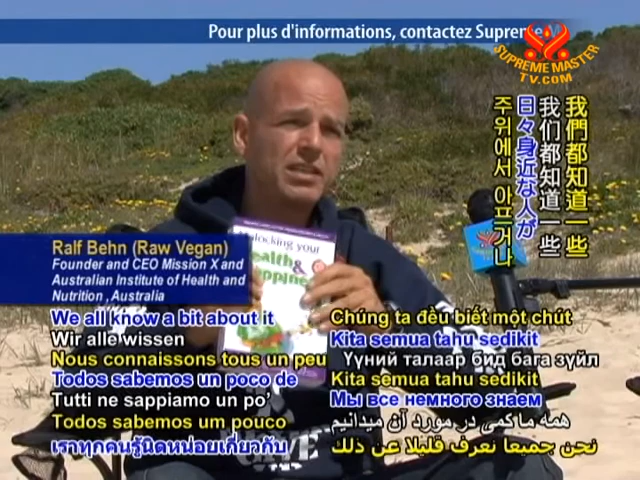 Pour plus d'informations, contactez Supreme M
SUPREME MASTER
TV.COM
我們都知道一些
我们都知道一些
日々身近な人が
주위에서 아프거나
Unlocking your
Health &
Happiness
Ralf Behn (Raw Vegan)
Founder and CEO Mission X and
Australian Institute of Health and
Nutrition , Australia
We all know a bit about it
Wir alle wissen
Nous connaissons tous un peu
Todos sabemos un poco de
Tutti ne sappiamo un po'
Todos sabemos um pouco
เราทุกคนรู้นิดหน่อยเกี่ยวกับ
Chúng ta đều biết một chút
Kita semua tahu sedikit
Үүний талаар бид бага зүйл
Kita semua tahu sedikit
Мы все немного знаем
همه ما کمی در مورد آن میدانیم
نحن جميعا نعرف قليلا عن ذلك